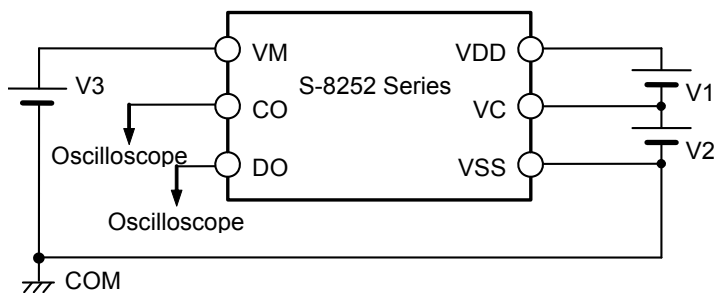 VM
VDD
V3
S-8252 Series
V1
CO
VC
Oscilloscope
DO
VSS
V2
Oscilloscope
COM